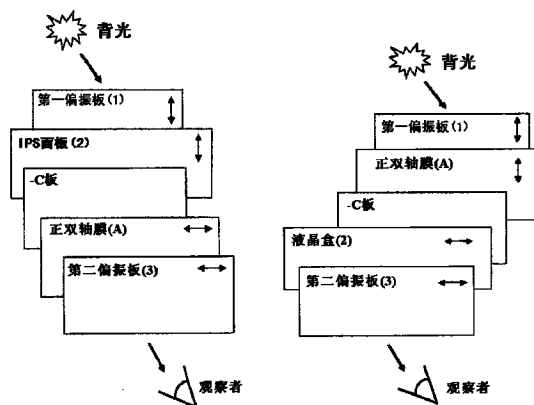 背光
第一偏振板(1)
IPS面板(2)
-C板
正双轴膜(A)
第二偏振板(3)
观察者
背光
第一偏振板(1)
正双轴膜(A)
-C板
液晶盒(2)
第二偏振板(3)
观察者